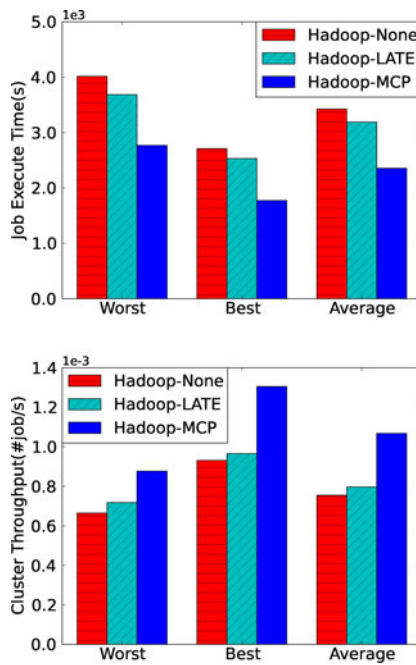 1e3
5.0
4.0
3.0
2.0
1.0
0.0
Job Execute Time(s)
Hadoop-None
Hadoop-LATE
Hadoop-MCP
Worst Best Average
1e-3
1.4
1.2
1.0
0.8
0.6
0.4
0.2
0.0
Cluster Throughput(#job/s)
Hadoop-None
Hadoop-LATE
Hadoop-MCP
Worst Best Average